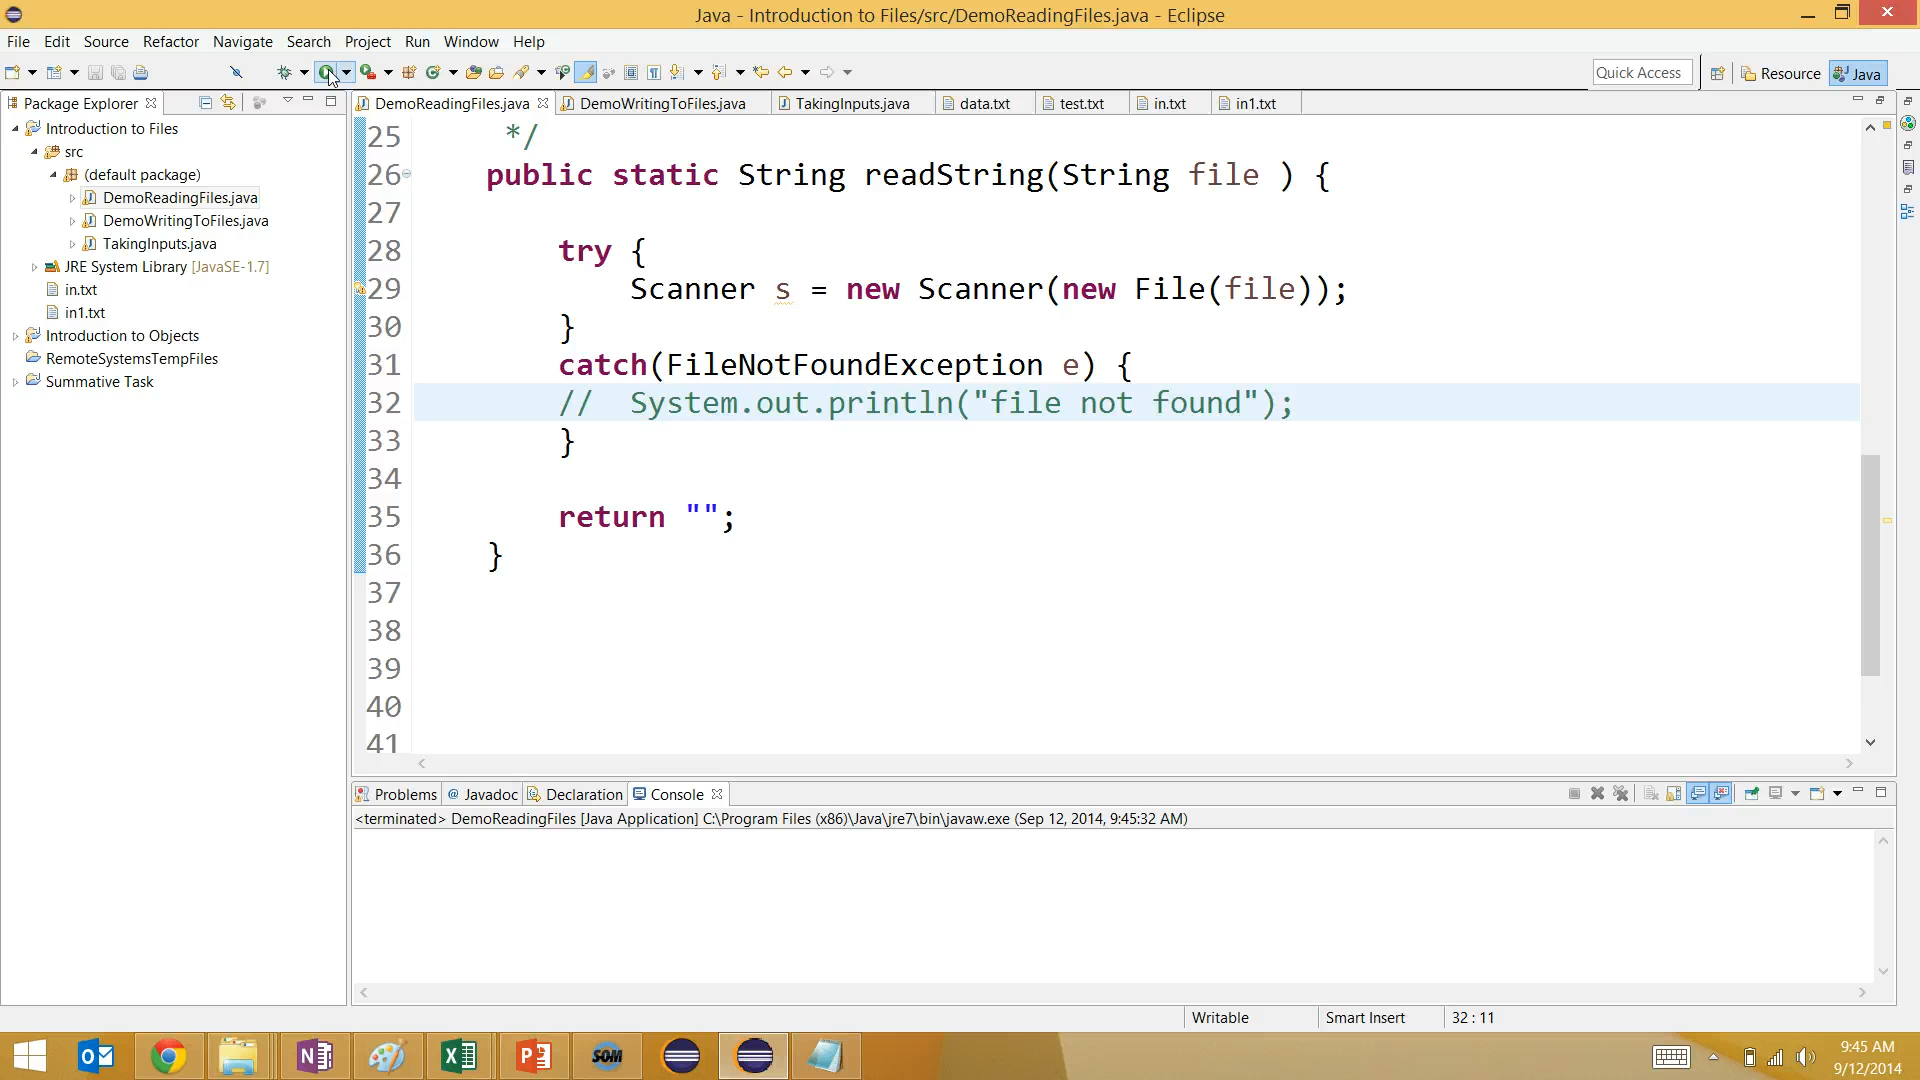 Java - Introduction to Files/src/DemoReadingFiles.java - Eclipse
File Edit Source Refactor Navigate Search Project Run Window Help
Quick Access Resource Java
Package Explorer
Introduction to Files
src
(default package)
DemoReadingFiles.java
DemoWritingToFiles.java
TakingInputs.java
JRE System Library [JavaSE-1.7]
in.txt
in1.txt
Introduction to Objects
RemoteSystemsTempFiles
Summative Task
DemoReadingFiles.java DemoWritingToFiles.java TakingInputs.java data.txt test.txt in.txt in1.txt
25 */
26 public static String readString(String file ) {
27
28 try {
29 Scanner s = new Scanner(new File(file));
30 }
31 catch(FileNotFoundException e) {
32 // System.out.println("file not found");
33 }
34
35 return "";
36 }
37
38
39
40
41
Problems @ Javadoc Declaration Console
<terminated> DemoReadingFiles [Java Application] C:\Program Files (x86)\Java\jre7\bin\javaw.exe (Sep 12, 2014, 9:45:32 AM)
Writable Smart Insert 32 : 11
SOM
9:45 AM
9/12/2014